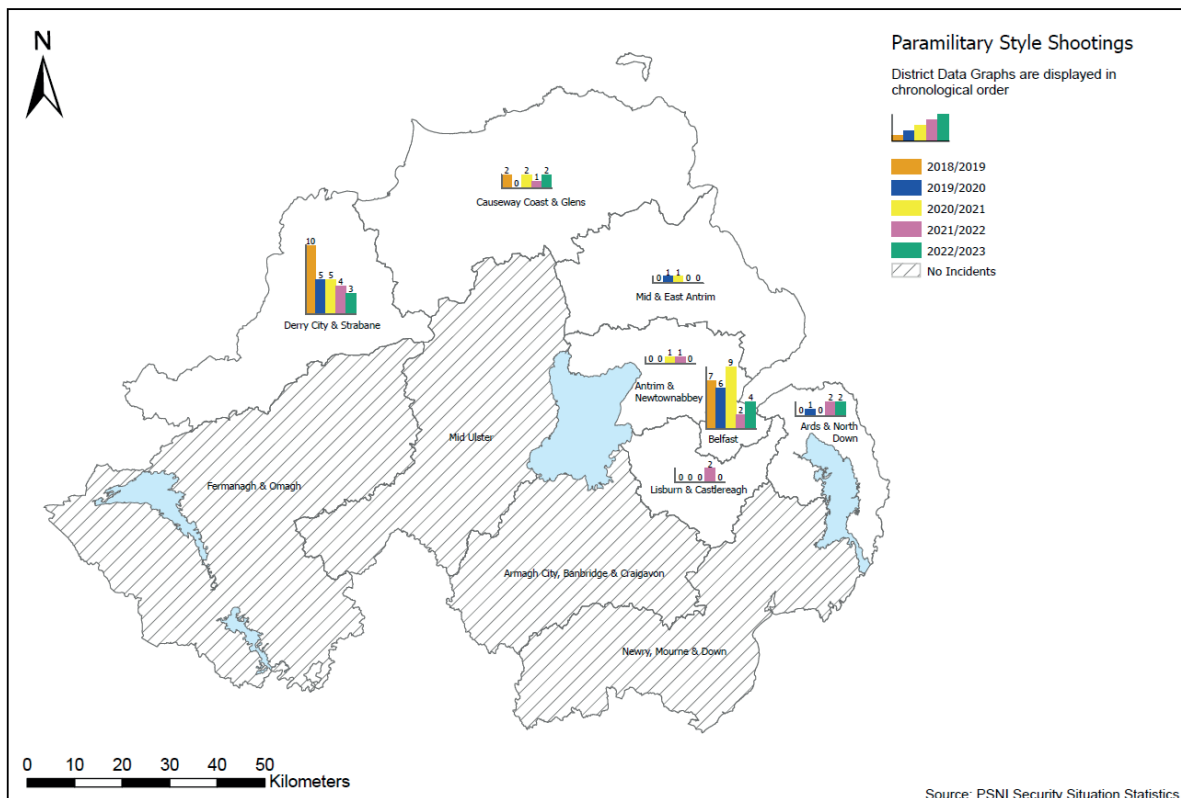 N
Paramilitary Style Shootings
District Data Graphs are displayed in
chronological order
2018/2019
2019/2020
2020/2021
2021/2022
2022/2023
No Incidents
2 0 2 1 2
Causeway Coast & Glens
10 5 5 4 3
Derry City & Strabane
0 1 1 0 0
Mid & East Antrim
0 0 1 1 0
Antrim &
Newtownabbey
7 6 9 2 4
Belfast
0 1 0 2 2
Ards & North
Down
Mid Ulster
0 0 0 2 0
Lisburn & Castlereagh
Fermanagh & Omagh
Armagh City, Banbridge & Craigavon
Newry, Mourne & Down
0 10 20 30 40 50
Kilometers
Source: PSNI Security Situation Statistics